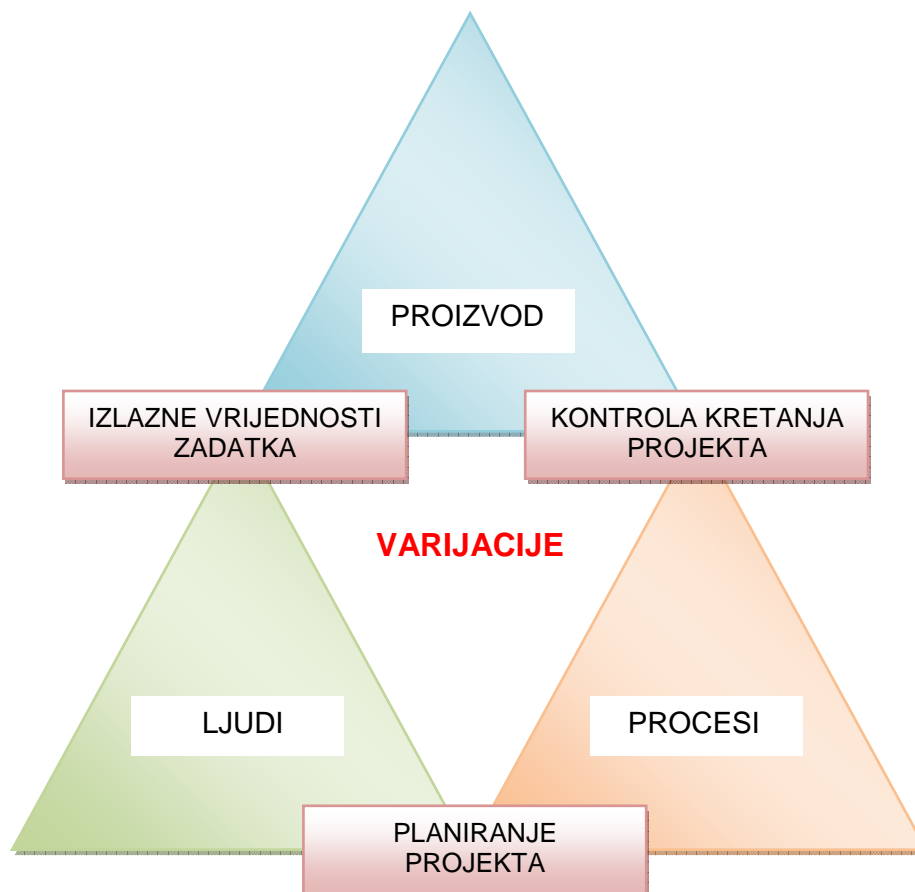 PROIZVOD
IZLAZNE VRIJEDNOSTI
ZADATKA
KONTROLA KRETANJA
PROJEKTA
VARIJACIJE
LJUDI
PROCESI
PLANIRANJE
PROJEKTA